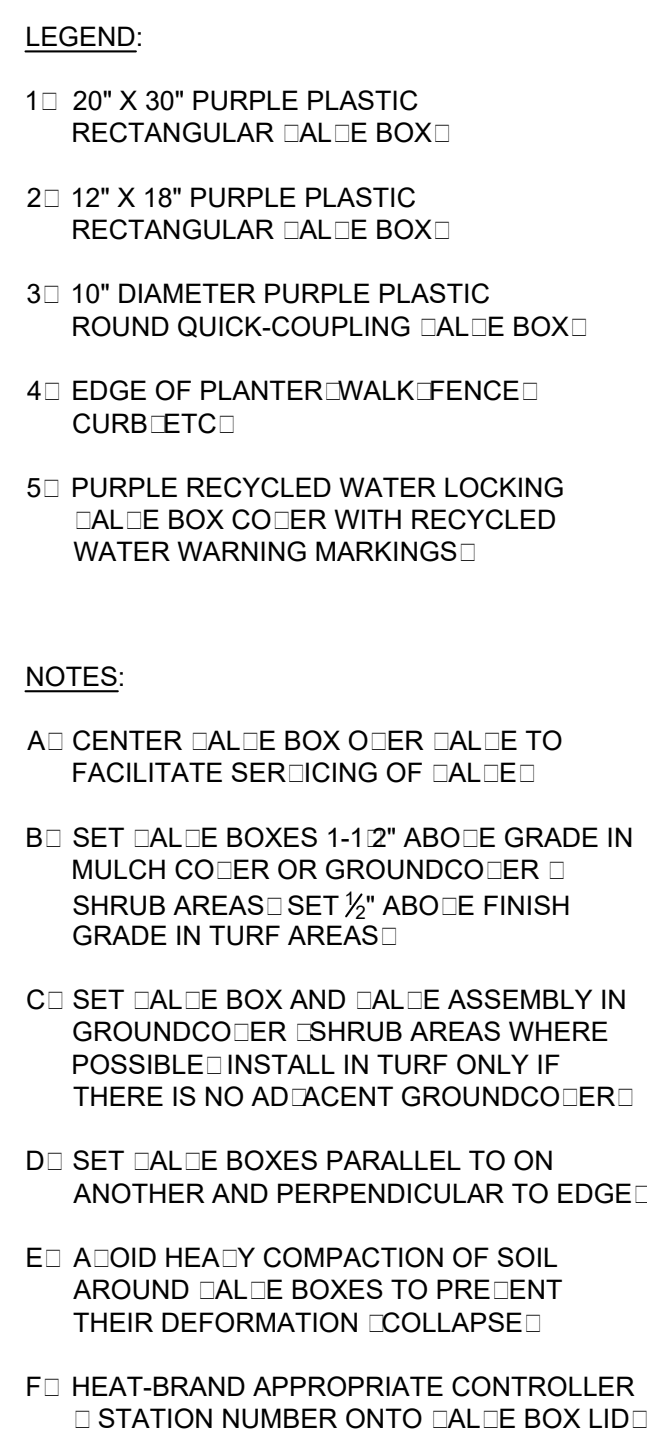 LEGEND:
1□ 20" X 30" PURPLE PLASTIC
RECTANGULAR □AL□E BOX□
2□ 12" X 18" PURPLE PLASTIC
RECTANGULAR □AL□E BOX□
3□ 10" DIAMETER PURPLE PLASTIC
ROUND QUICK-COUPLING □AL□E BOX□
4□ EDGE OF PLANTER□WALK□FENCE□
CURB□ETC□
5□ PURPLE RECYCLED WATER LOCKING
□AL□E BOX CO□ER WITH RECYCLED
WATER WARNING MARKINGS□
NOTES:
A□ CENTER □AL□E BOX O□ER □AL□E TO
FACILITATE SER□ICING OF □AL□E□
B□ SET □AL□E BOXES 1-1□2" ABO□E GRADE IN
MULCH CO□ER OR GROUNDCO□ER □
SHRUB AREAS□ SET ½" ABO□E FINISH
GRADE IN TURF AREAS□
C□ SET □AL□E BOX AND □AL□E ASSEMBLY IN
GROUNDCO□ER □SHRUB AREAS WHERE
POSSIBLE□ INSTALL IN TURF ONLY IF
THERE IS NO AD□ACENT GROUNDCO□ER□
D□ SET □AL□E BOXES PARALLEL TO ON
ANOTHER AND PERPENDICULAR TO EDGE□
E□ A□OID HEA□Y COMPACTION OF SOIL
AROUND □AL□E BOXES TO PRE□ENT
THEIR DEFORMATION □COLLAPSE□
F□ HEAT-BRAND APPROPRIATE CONTROLLER
□ STATION NUMBER ONTO □AL□E BOX LID□